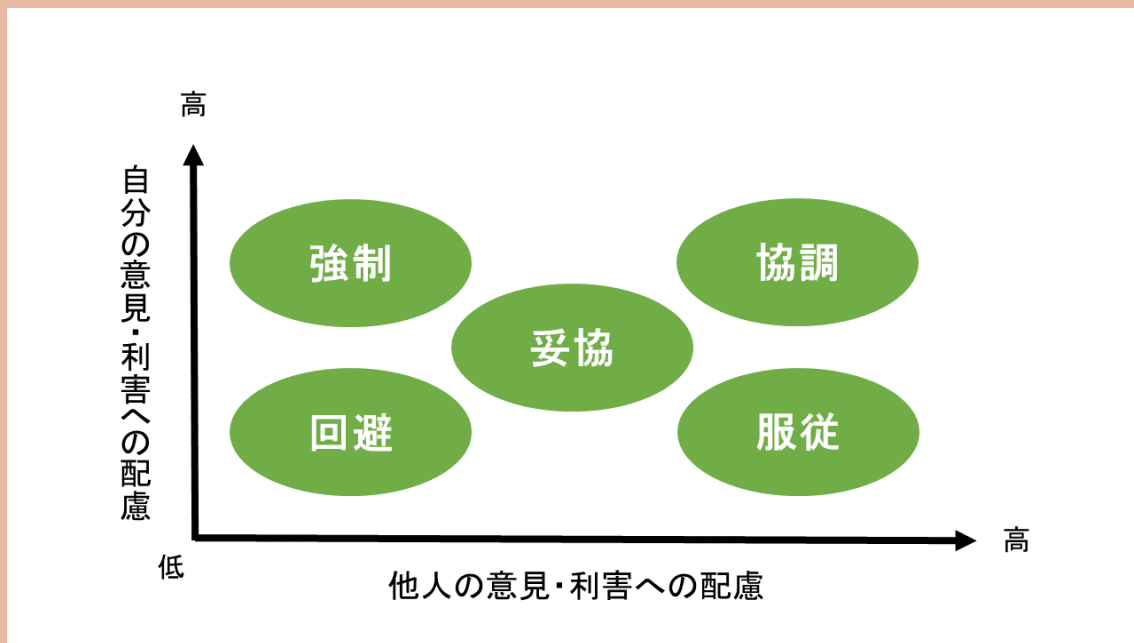 高
自分の意見・利害への配慮
強制
協調
妥協
回避
服従
低
高
他人の意見・利害への配慮